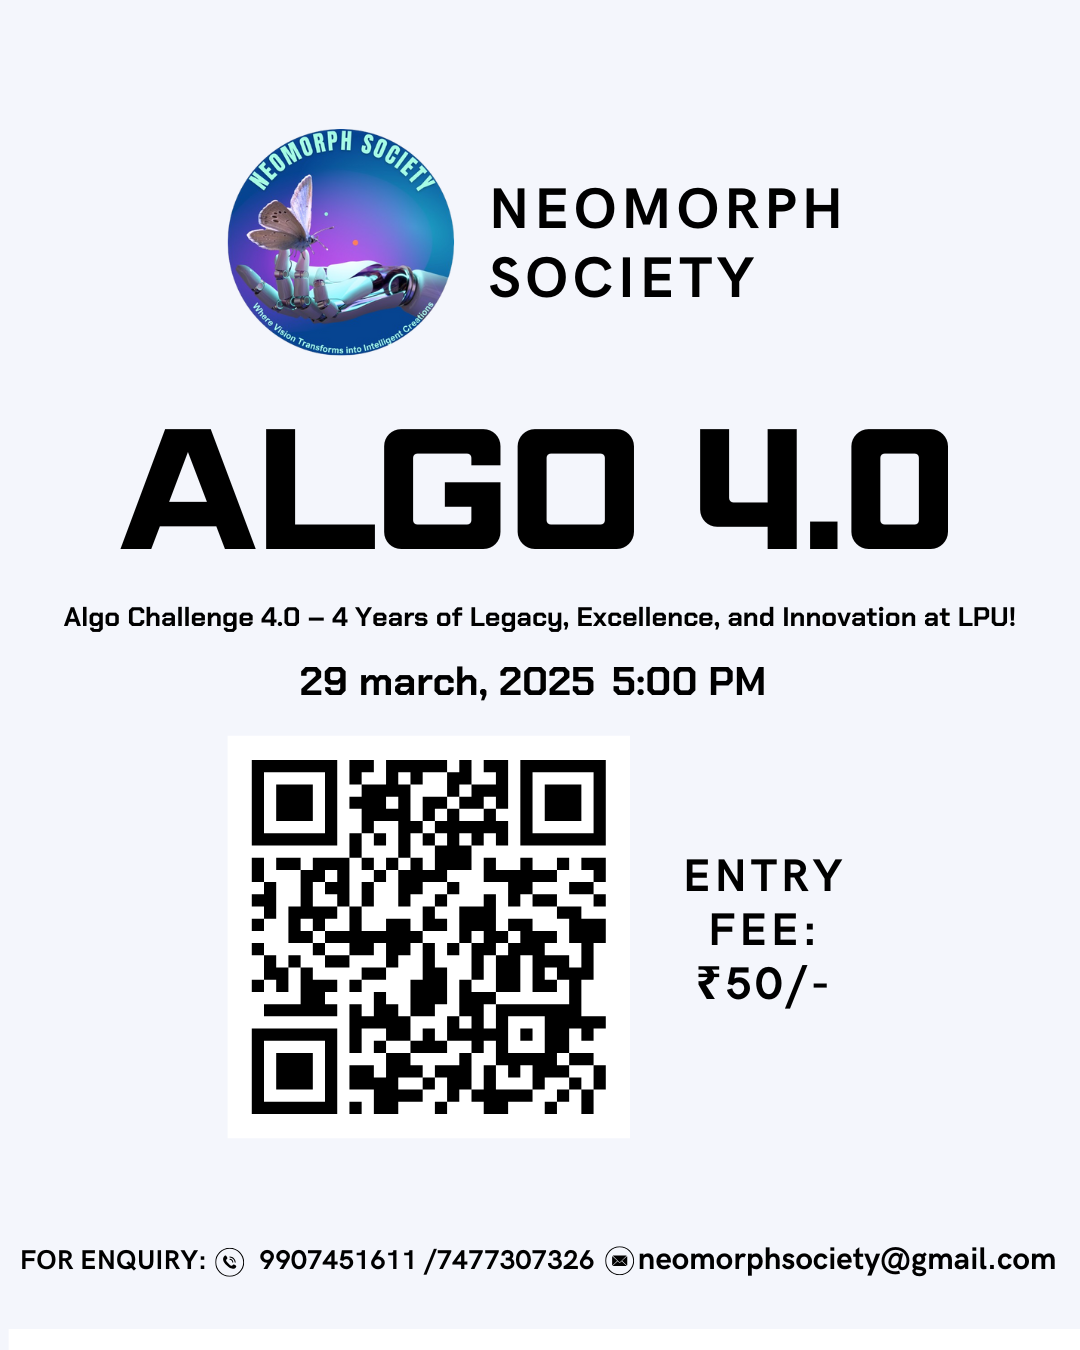 NEOMORPH SOCIETY
Where Vision Transforms into Intelligent Creations
NEOMORPH
SOCIETY
ALGO 4.0
Algo Challenge 4.0 – 4 Years of Legacy, Excellence, and Innovation at LPU!
29 march, 2025 5:00 PM
ENTRY
FEE:
₹50/-
FOR ENQUIRY: 9907451611 /7477307326 neomorphsociety@gmail.com